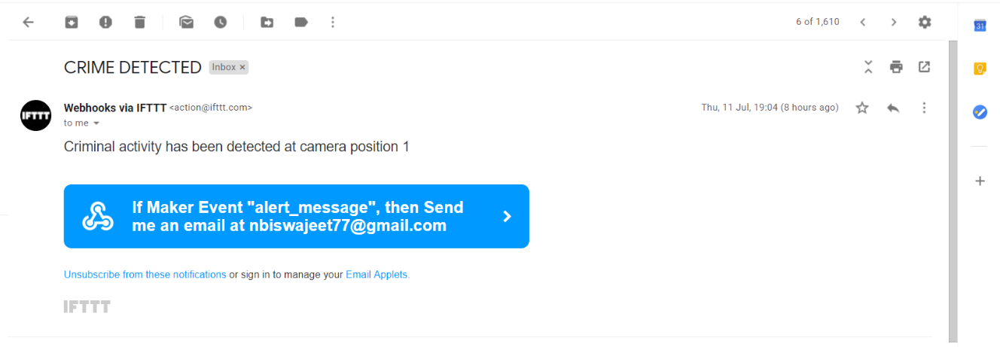 6 of 1,610
31
CRIME DETECTED Inbox ×
IFTTT
Webhooks via IFTTT <action@ifttt.com>
Thu, 11 Jul, 19:04 (8 hours ago)
to me
Criminal activity has been detected at camera position 1
If Maker Event "alert_message", then Send
me an email at nbiswajeet77@gmail.com
Unsubscribe from these notifications or sign in to manage your Email Applets.
IFTTT